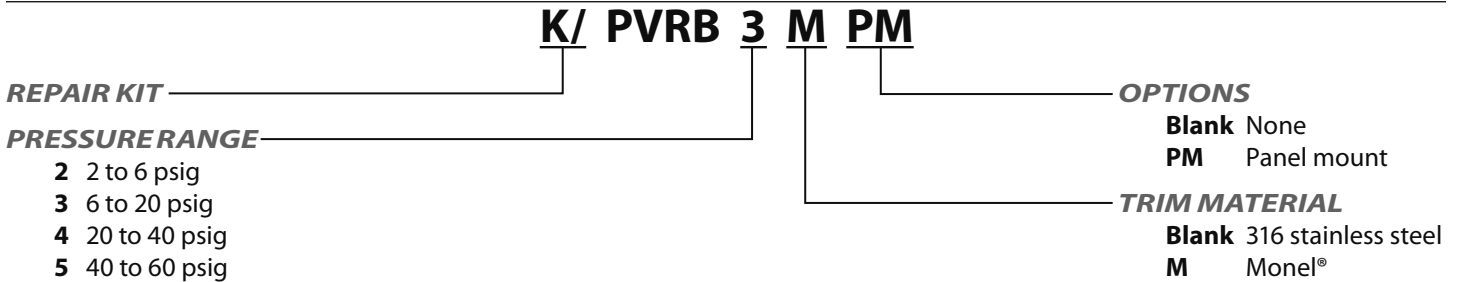 K/ PVRB 3 M PM
REPAIR KIT
PRESSURE RANGE
2 2 to 6 psig
3 6 to 20 psig
4 20 to 40 psig
5 40 to 60 psig
OPTIONS
Blank None
PM Panel mount
TRIM MATERIAL
Blank 316 stainless steel
M Monel®